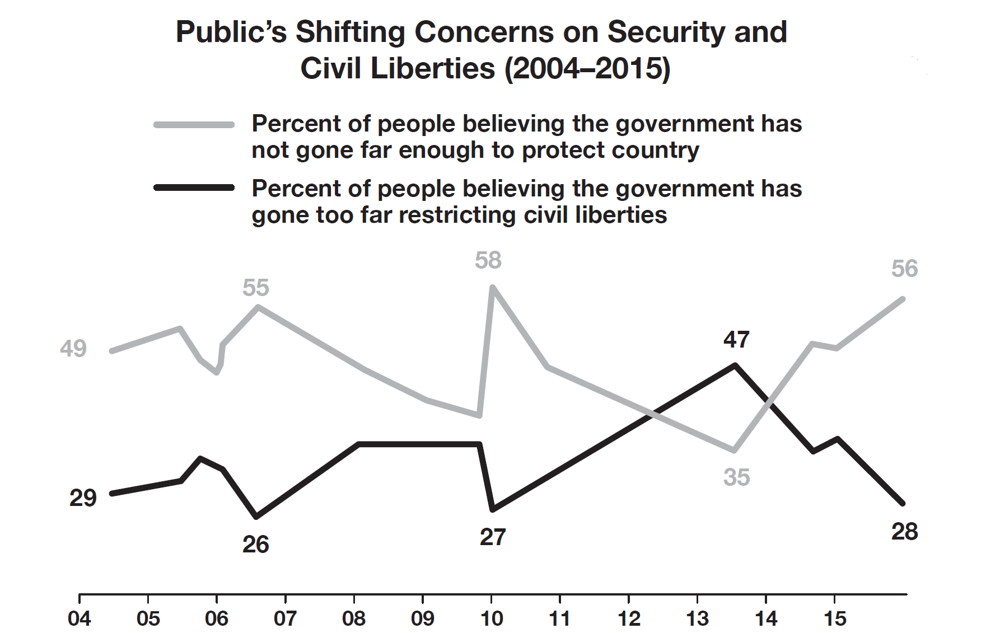 Public’s Shifting Concerns on Security and
Civil Liberties (2004–2015)
Percent of people believing the government has
not gone far enough to protect country
Percent of people believing the government has
gone too far restricting civil liberties
58
56
55
49
47
35
29
28
27
26
04 05 06 07 08 09 10 11 12 13 14 15